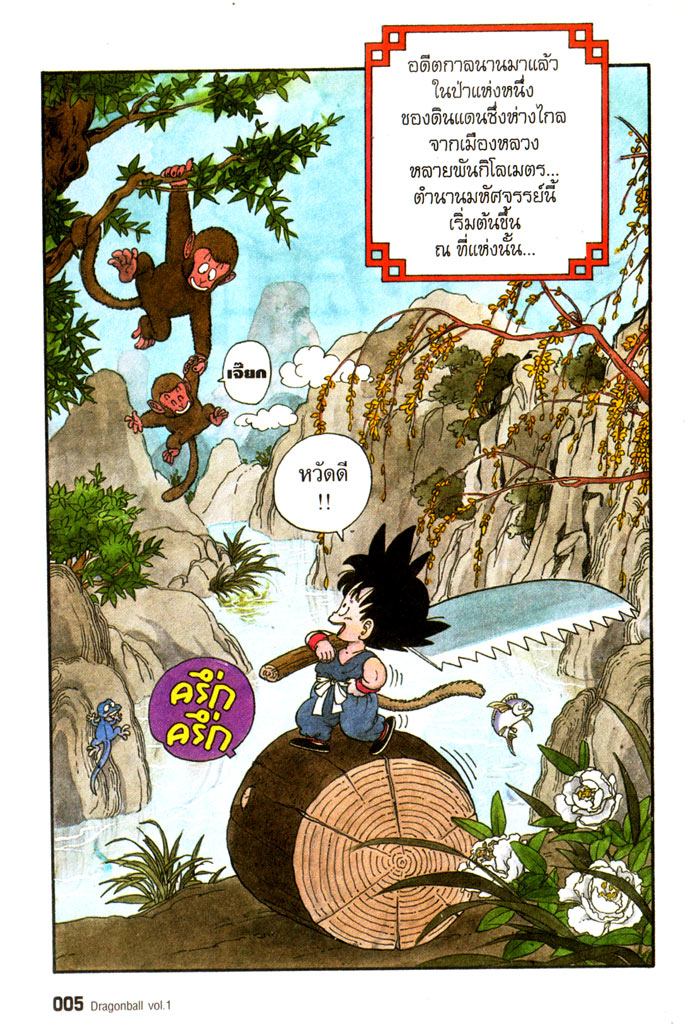 อดีตกาลนานมาแล้ว
ในป่าแห่งหนึ่ง
ของดินแดนซึ่งห่างไกล
จากเมืองหลวง
หลายพันกิโลเมตร...
ตำนานมหัศจรรย์นี้
เริ่มต้นขึ้น
ณ ที่แห่งนั้น...
เจี๊ยก
หวัดดี
!!
ครึ่ก
ครึ่ก
005 Dragonball vol.1